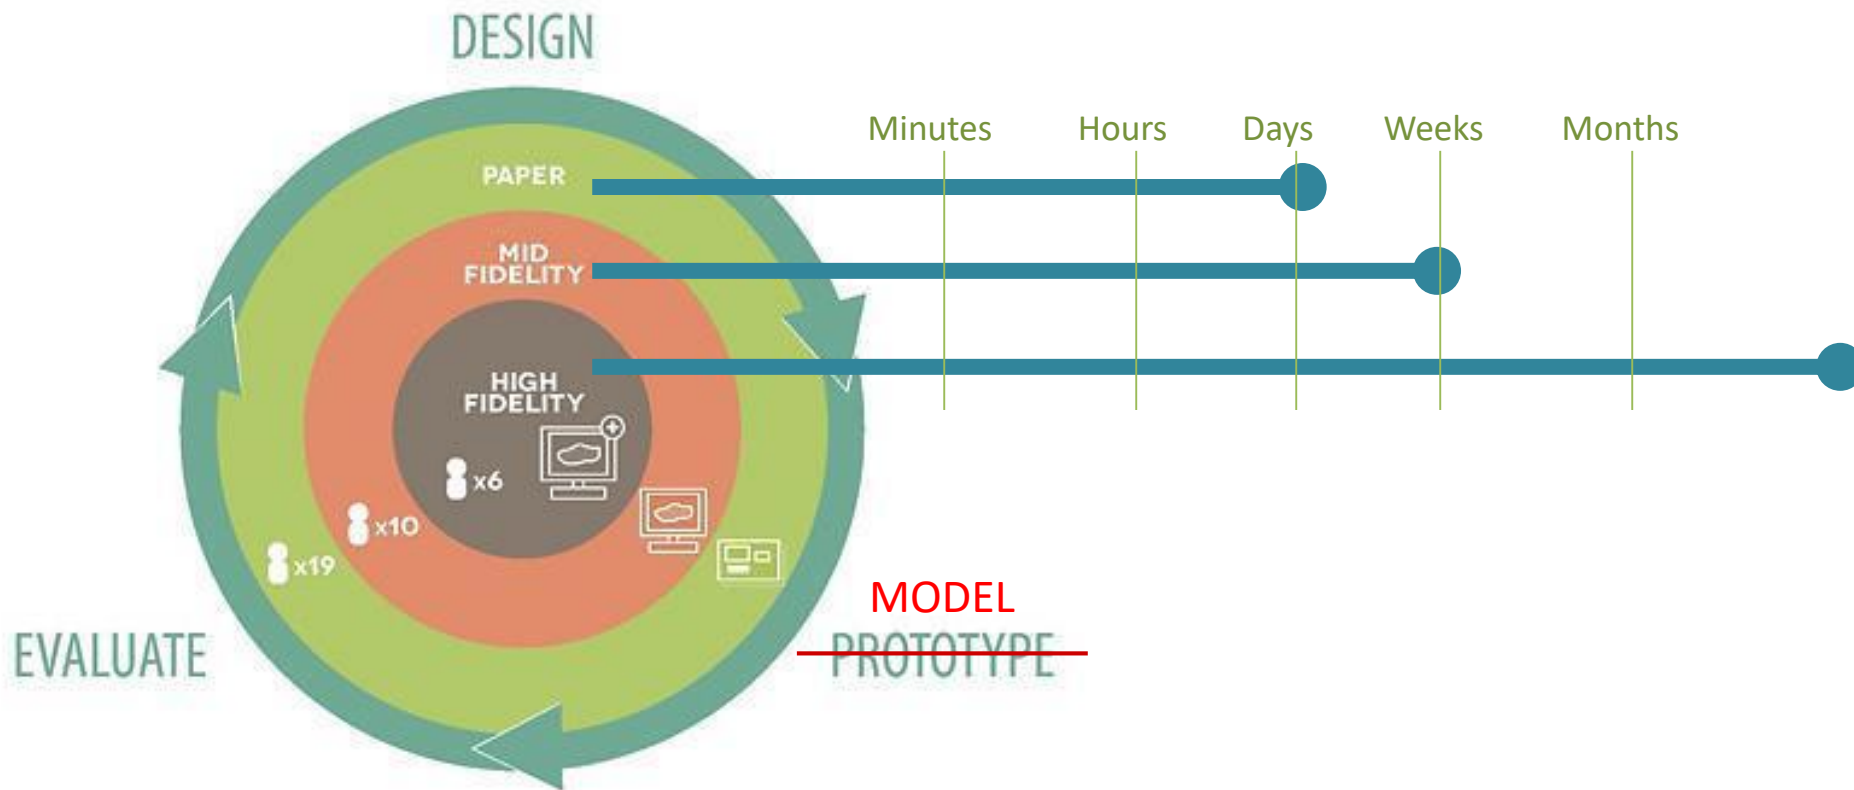 DESIGN
Minutes Hours Days Weeks Months
PAPER
MID
FIDELITY
HIGH
FIDELITY
x6
x10
x19
MODEL
EVALUATE
PROTOTYPE